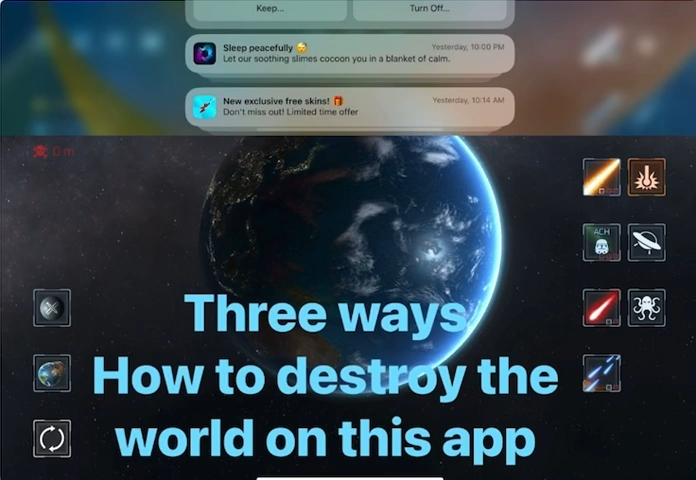 Keep...
Turn Off...
Sleep peacefully 😴
Yesterday, 10:00 PM
Let our soothing slimes cocoon you in a blanket of calm.
New exclusive free skins! 🎁
Yesterday, 10:14 AM
Don't miss out! Limited time offer
0 m
ACH
Three ways
How to destroy the
world on this app